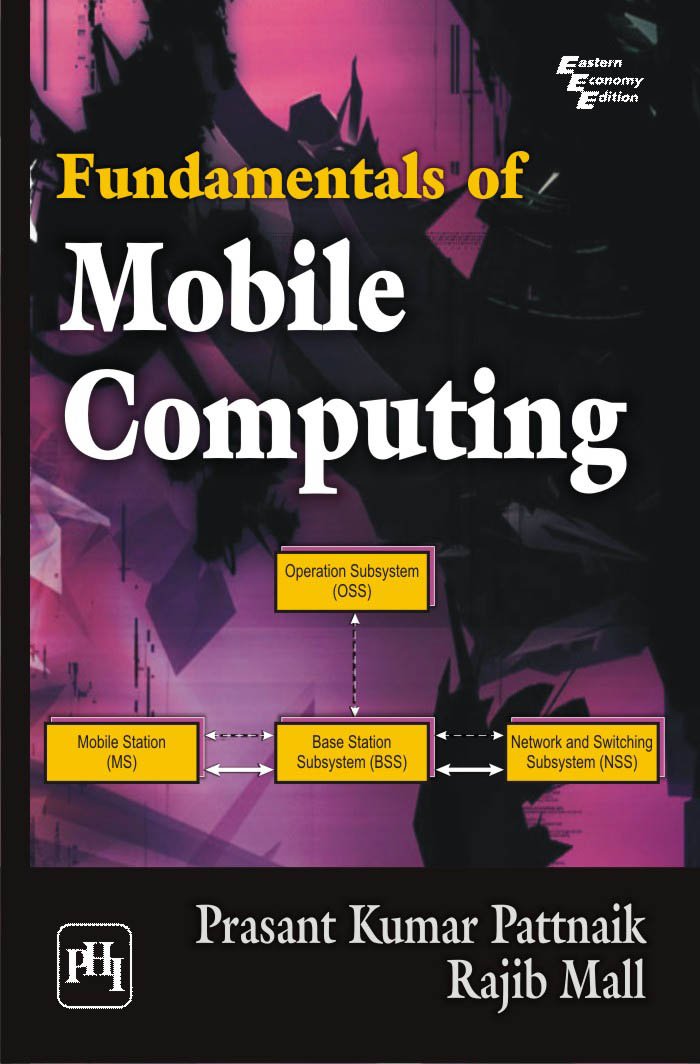 Eastern
Economy
Edition
Fundamentals of
Mobile
Computing
Operation Subsystem
(OSS)
Mobile Station
(MS)
Base Station
Subsystem (BSS)
Network and Switching
Subsystem (NSS)
Prasant Kumar Pattnaik
Rajib Mall
PHI